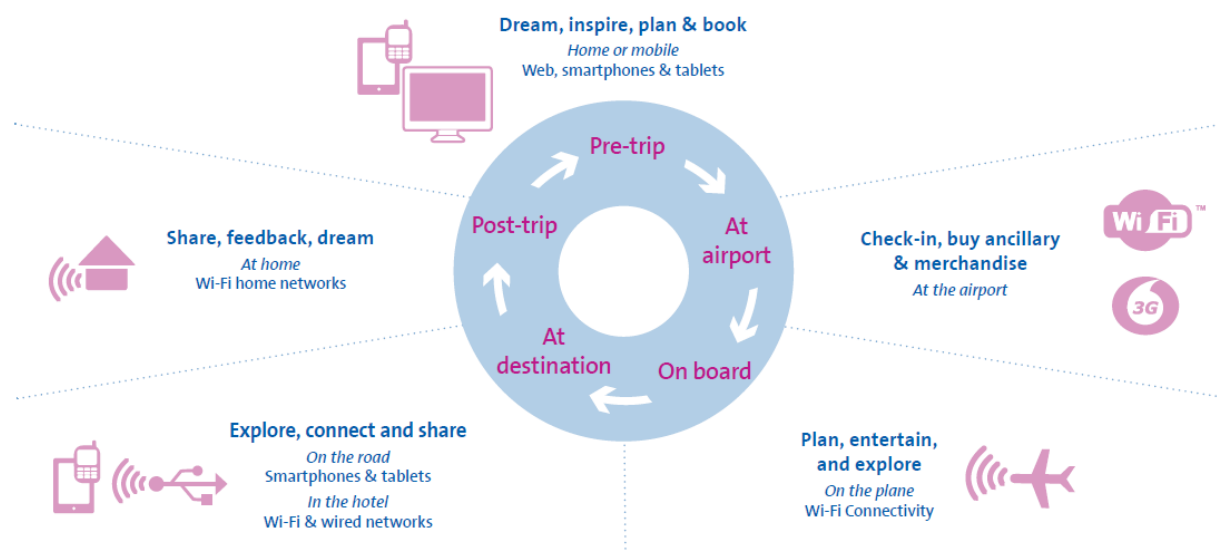 Dream, inspire, plan & book
Home or mobile
Web, smartphones & tablets
Pre-trip
At
airport
On board
At
destination
Post-trip
Check-in, buy ancillary
& merchandise
At the airport
Wi Fi ™
3G
Plan, entertain,
and explore
On the plane
Wi-Fi Connectivity
Explore, connect and share
On the road
Smartphones & tablets
In the hotel
Wi-Fi & wired networks
Share, feedback, dream
At home
Wi-Fi home networks